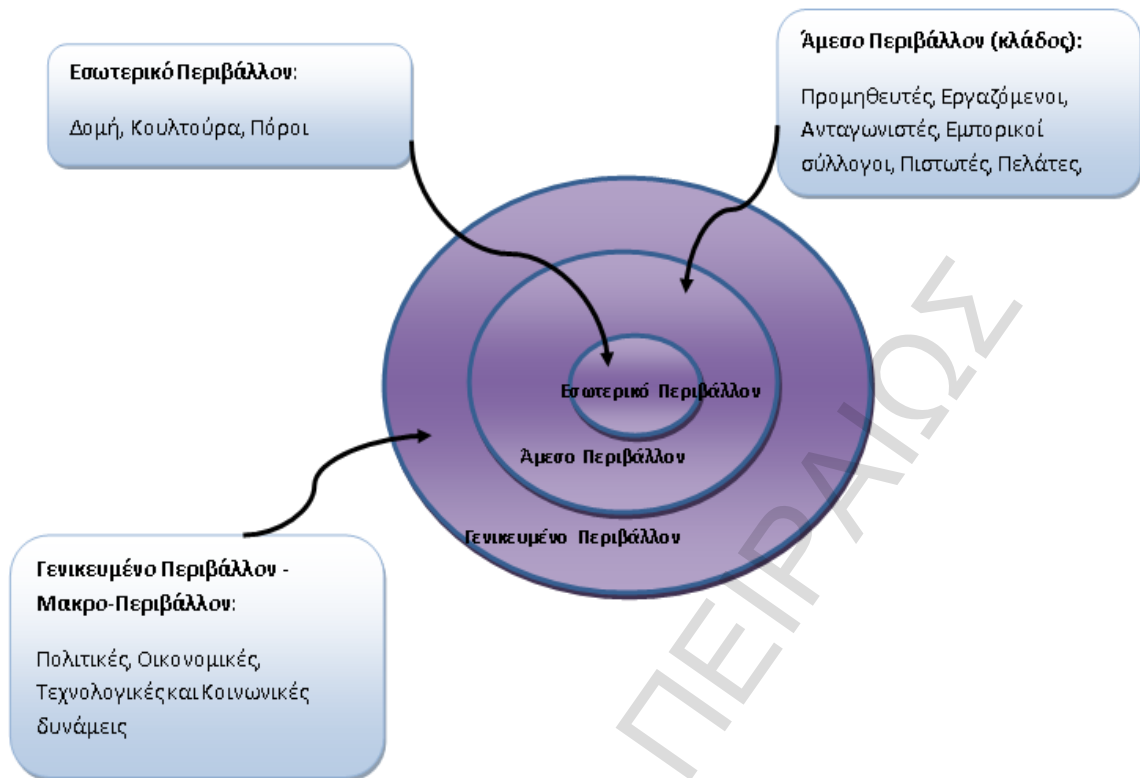 Εσωτερικό Περιβάλλον:
Δομή, Κουλτούρα, Πόροι
Άμεσο Περιβάλλον (κλάδος):
Προμηθευτές, Εργαζόμενοι,
Ανταγωνιστές, Εμπορικοί
σύλλογοι, Πιστωτές, Πελάτες,
Εσωτερικό Περιβάλλον
Άμεσο Περιβάλλον
Γενικευμένο Περιβάλλον
Γενικευμένο Περιβάλλον -
Μακρο-Περιβάλλον:
Πολιτικές, Οικονομικές,
Τεχνολογικές και Κοινωνικές
δυνάμεις
ΠΕΙΡΑΙΩΣ